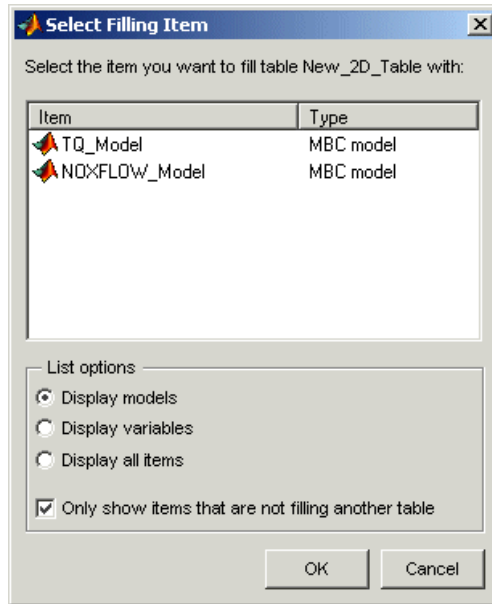 Select Filling Item
Select the item you want to fill table New_2D_Table with:
Item Type
TQ_Model MBC model
NOXFLOW_Model MBC model
List options
Display models
Display variables
Display all items
Only show items that are not filling another table
OK Cancel